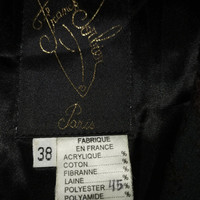 Paris
38
FABRIQUE
EN FRANCE
ACRYLIQUE %
COTON %
FIBRANNE %
LAINE %
POLYESTER 45%
POLYAMIDE